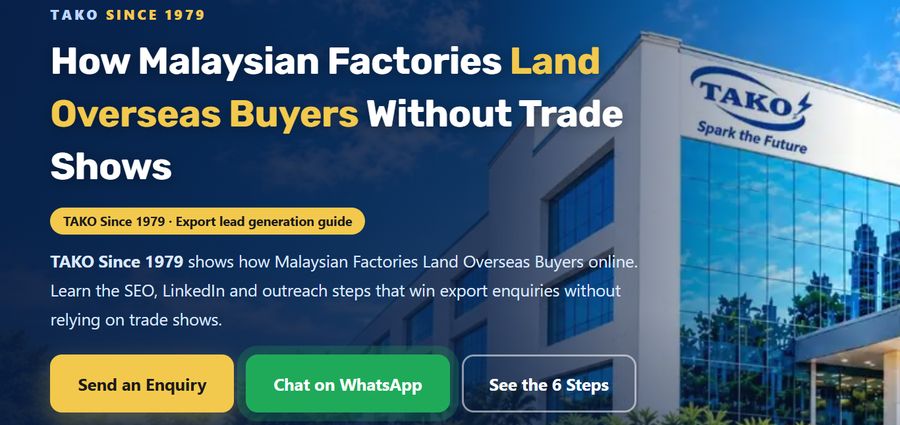 TAKO SINCE 1979
How Malaysian Factories Land
Overseas Buyers Without Trade
Shows
TAKO Since 1979 · Export lead generation guide
TAKO Since 1979 shows how Malaysian Factories Land Overseas Buyers online.
Learn the SEO, LinkedIn and outreach steps that win export enquiries without
relying on trade shows.
Send an Enquiry
Chat on WhatsApp
See the 6 Steps
TAKO
Spark the Future